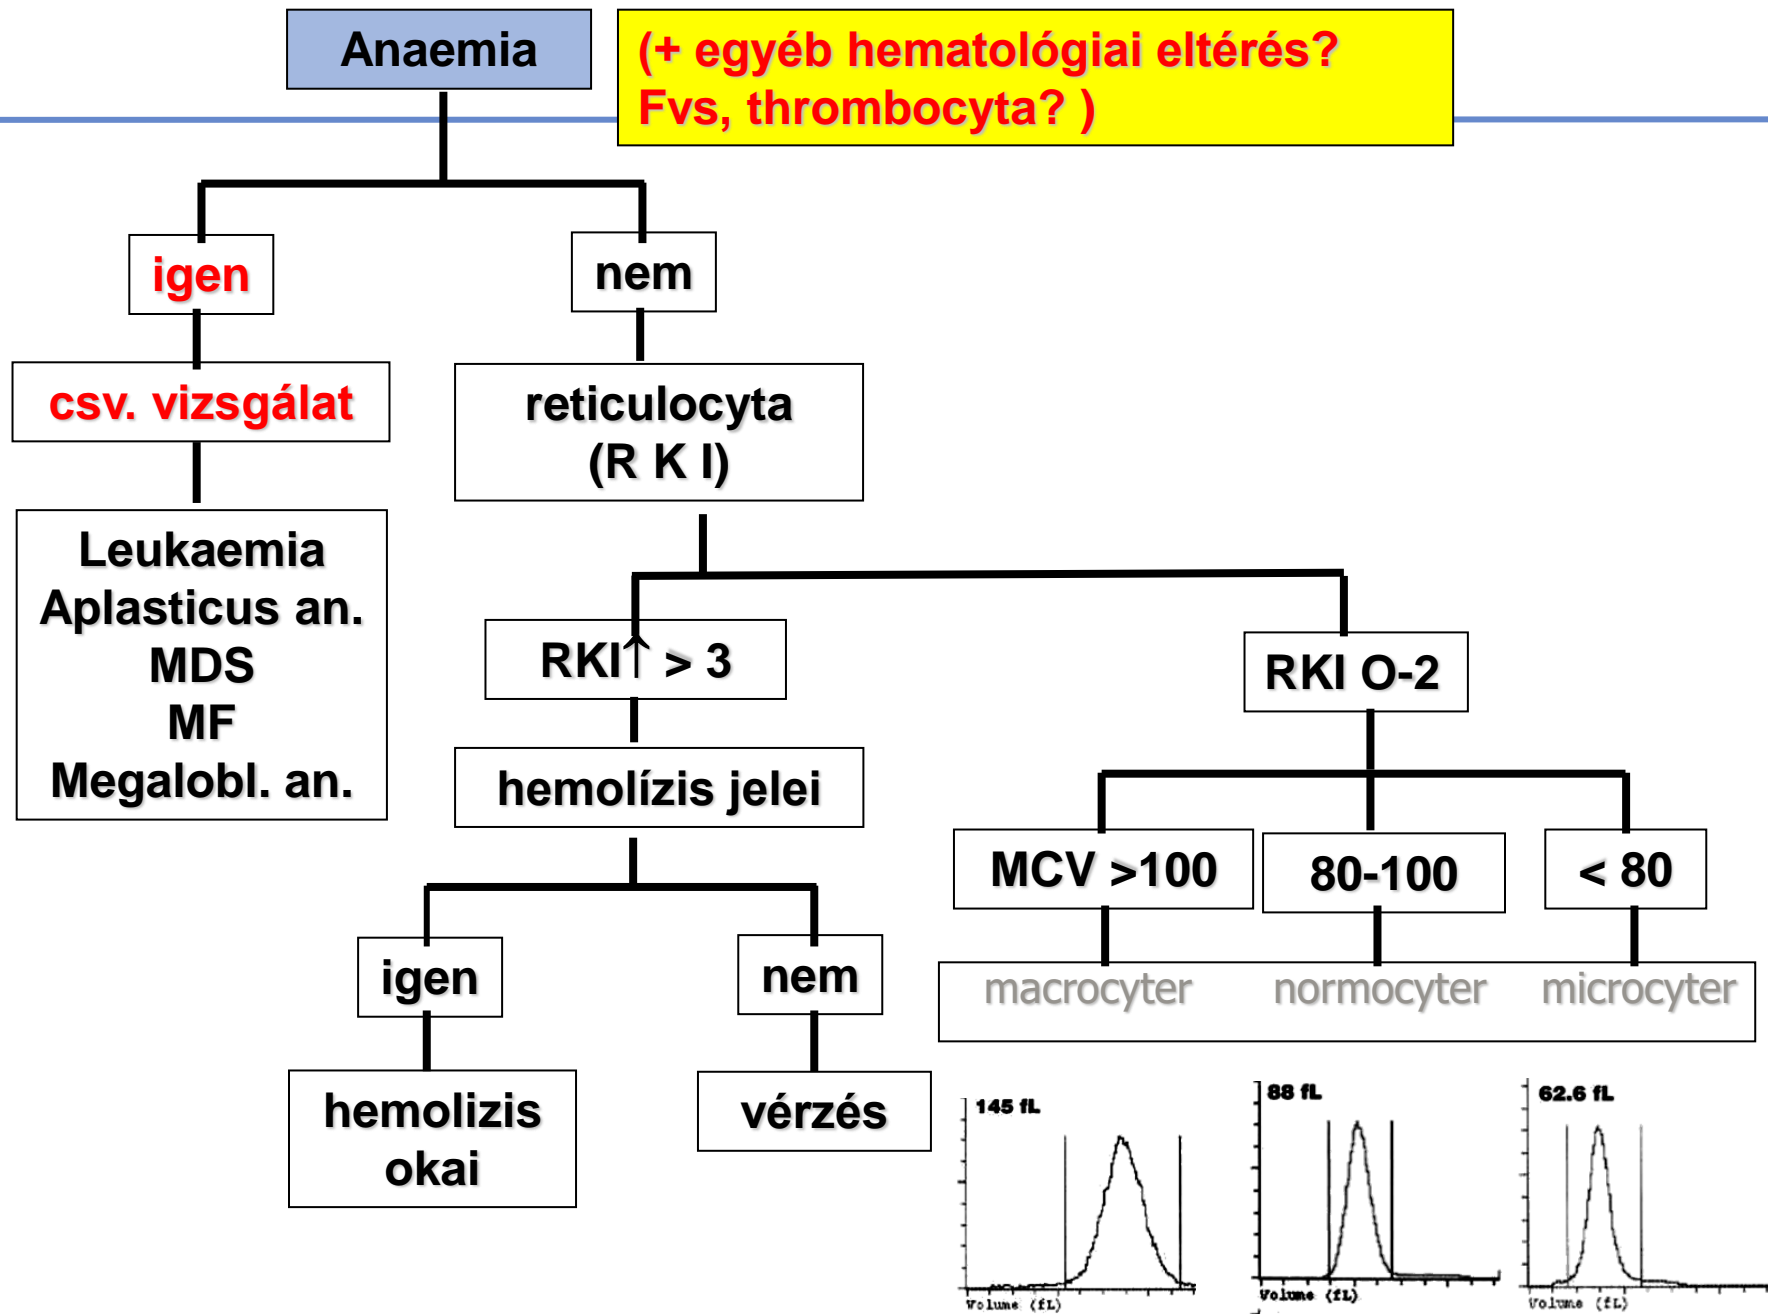 Anaemia
(+ egyéb hematológiai eltérés?
Fvs, thrombocyta? )
igen
nem
csv. vizsgálat
reticulocyta
(R K I)
Leukaemia
Aplasticus an.
MDS
MF
Megalobl. an.
RKI↑ > 3
RKI O-2
hemolízis jelei
MCV >100
80-100
< 80
igen
nem
macrocyter
normocyter
microcyter
hemolizis
okai
vérzés
145 fL
88 fL
62.6 fL
Volume (fL)
Volume (fL)
Volume (fL)